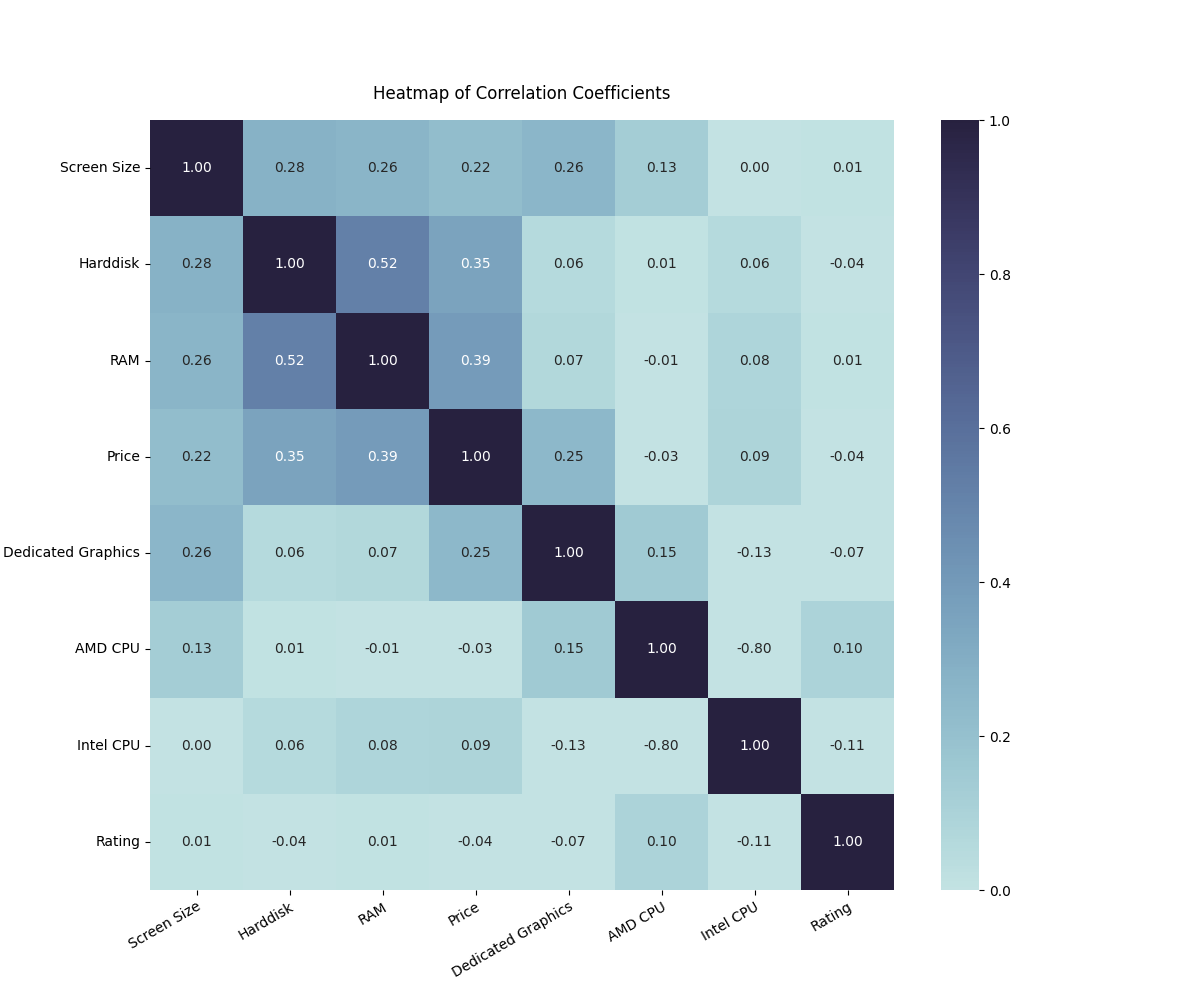 Heatmap of Correlation Coefficients
Screen Size 1.00 0.28 0.26 0.22 0.26 0.13 0.00 0.01
Harddisk 0.28 1.00 0.52 0.35 0.06 0.01 0.06 -0.04
RAM 0.26 0.52 1.00 0.39 0.07 -0.01 0.08 0.01
Price 0.22 0.35 0.39 1.00 0.25 -0.03 0.09 -0.04
Dedicated Graphics 0.26 0.06 0.07 0.25 1.00 0.15 -0.13 -0.07
AMD CPU 0.13 0.01 -0.01 -0.03 0.15 1.00 -0.80 0.10
Intel CPU 0.00 0.06 0.08 0.09 -0.13 -0.80 1.00 -0.11
Rating 0.01 -0.04 0.01 -0.04 -0.07 0.10 -0.11 1.00
Screen Size Harddisk RAM Price Dedicated Graphics AMD CPU Intel CPU Rating
1.0
0.8
0.6
0.4
0.2
0.0